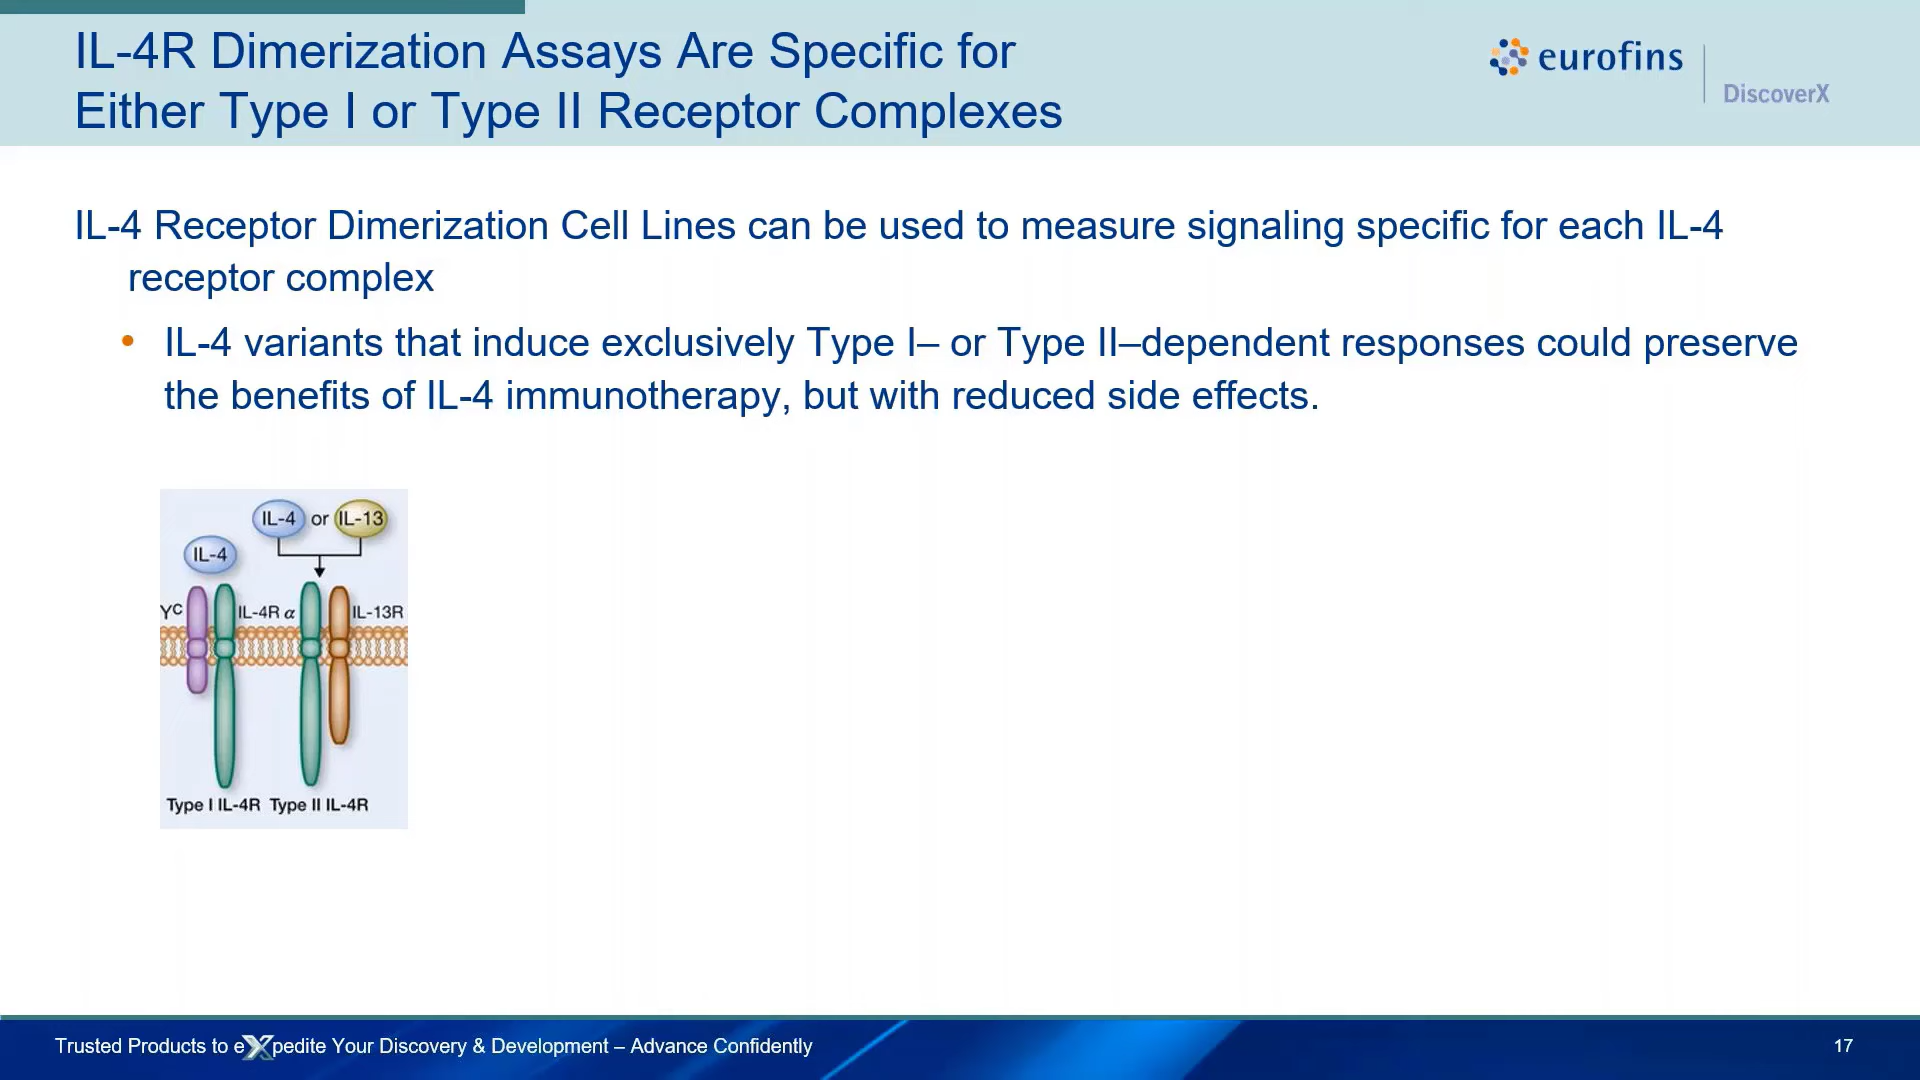 IL-4R Dimerization Assays Are Specific for
Either Type I or Type II Receptor Complexes
eurofins
DiscoverX
IL-4 Receptor Dimerization Cell Lines can be used to measure signaling specific for each IL-4
receptor complex
• IL-4 variants that induce exclusively Type I– or Type II–dependent responses could preserve
the benefits of IL-4 immunotherapy, but with reduced side effects.
IL-4 or IL-13
IL-4
γC IL-4R α IL-13R
Type I IL-4R Type II IL-4R
Trusted Products to eXpedite Your Discovery & Development – Advance Confidently
17